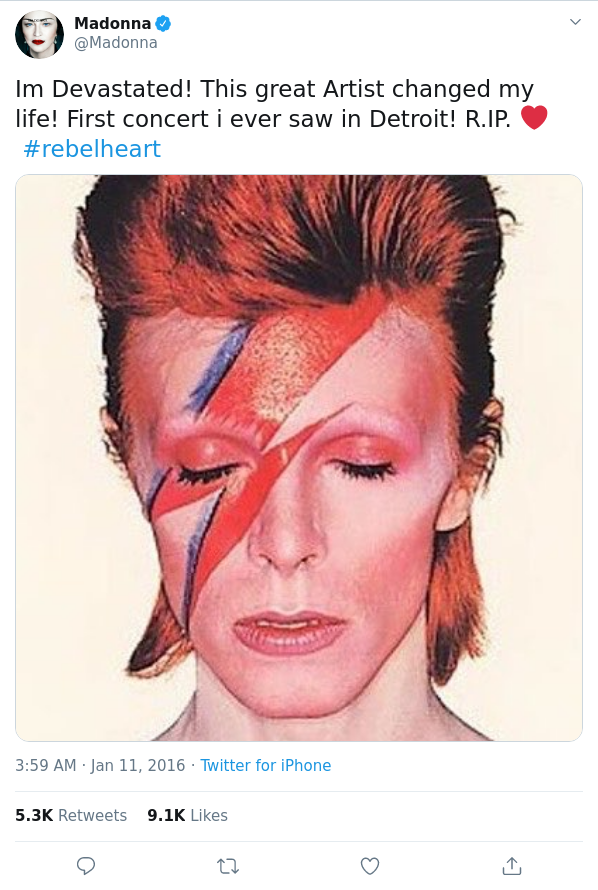 Madonna
@Madonna
Im Devastated! This great Artist changed my
life! First concert i ever saw in Detroit! R.I.P. ❤️
#rebelheart
3:59 AM · Jan 11, 2016 · Twitter for iPhone
5.3K Retweets 9.1K Likes